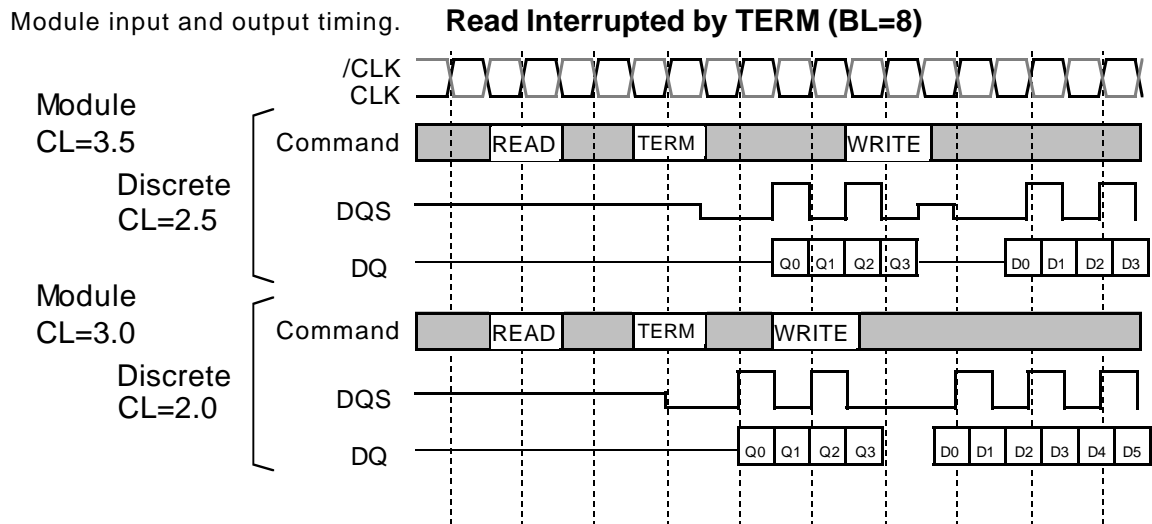 Module input and output timing. Read Interrupted by TERM (BL=8)
/CLK
CLK
Module
CL=3.5
Discrete
CL=2.5
Command READ TERM WRITE
DQS
DQ Q0 Q1 Q2 Q3 D0 D1 D2 D3
Module
CL=3.0
Discrete
CL=2.0
Command READ TERM WRITE
DQS
DQ Q0 Q1 Q2 Q3 D0 D1 D2 D3 D4 D5